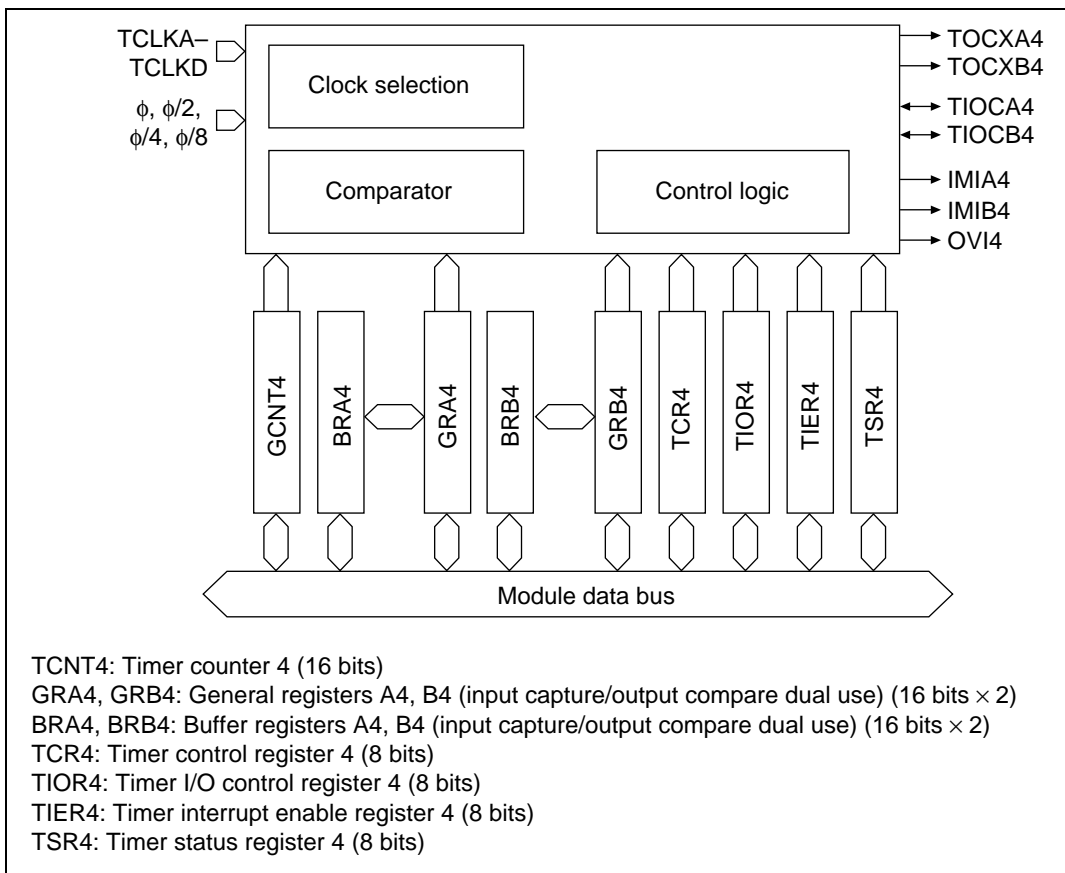 TCLKA–
TCLKD
ϕ, ϕ/2,
ϕ/4, ϕ/8
Clock selection
Comparator
Control logic
TOCXA4
TOCXB4
TIOCA4
TIOCB4
IMIA4
IMIB4
OVI4
GCNT4
BRA4
GRA4
BRB4
GRB4
TCR4
TIOR4
TIER4
TSR4
Module data bus
TCNT4: Timer counter 4 (16 bits)
GRA4, GRB4: General registers A4, B4 (input capture/output compare dual use) (16 bits × 2)
BRA4, BRB4: Buffer registers A4, B4 (input capture/output compare dual use) (16 bits × 2)
TCR4: Timer control register 4 (8 bits)
TIOR4: Timer I/O control register 4 (8 bits)
TIER4: Timer interrupt enable register 4 (8 bits)
TSR4: Timer status register 4 (8 bits)